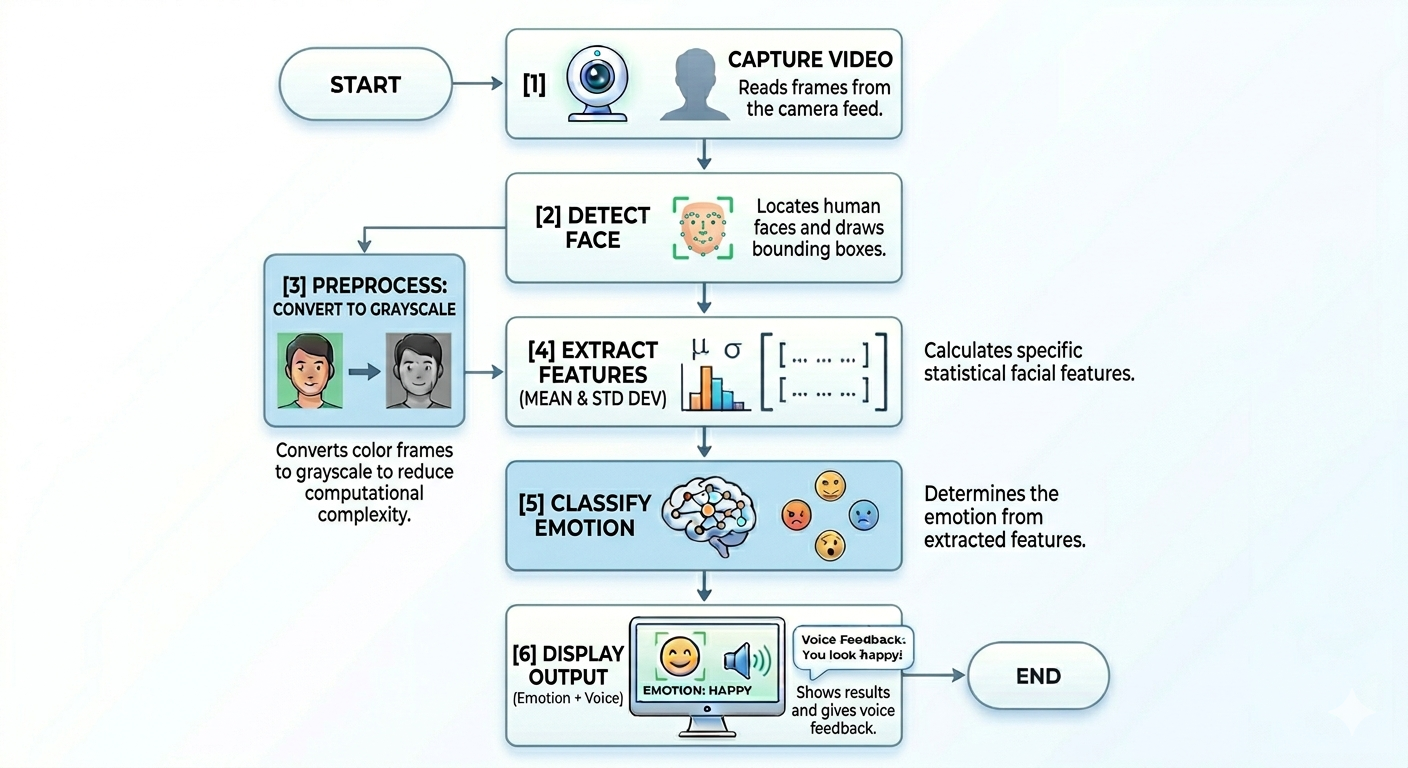 START
[1]
CAPTURE VIDEO
Reads frames from
the camera feed.
[2] DETECT
FACE
Locates human
faces and draws
bounding boxes.
[3] PREPROCESS:
CONVERT TO GRAYSCALE
Converts color frames
to grayscale to reduce
computational
complexity.
[4] EXTRACT
FEATURES
(MEAN & STD DEV)
μ σ
[... ... ...]
[... ... ...]
Calculates specific
statistical facial features.
[5] CLASSIFY
EMOTION
Determines the
emotion from
extracted features.
[6] DISPLAY
OUTPUT
(Emotion + Voice)
EMOTION: HAPPY
Voice Feedback:
You look happy!
Shows results
and gives voice
feedback.
END